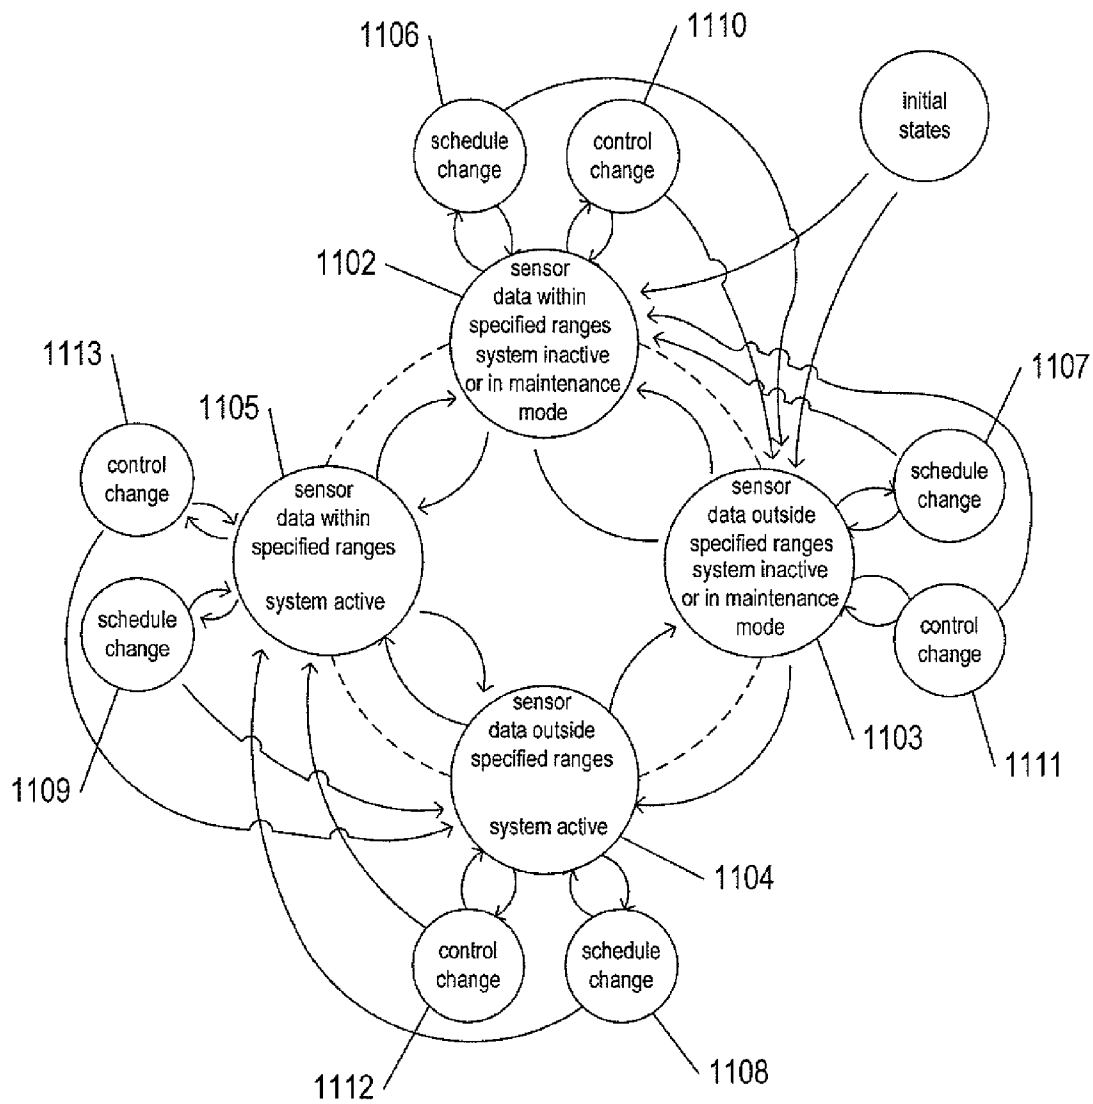 1106
1110
initial
states
schedule
change
control
change
1102
sensor
data within
specified ranges
system inactive
or in maintenance
mode
1113
1107
1105
control
change
schedule
change
sensor
data within
specified ranges
system active
sensor
data outside
specified ranges
system inactive
or in maintenance
mode
schedule
change
control
change
1109
1103
1111
sensor
data outside
specified ranges
system active
1104
control
change
schedule
change
1112
1108